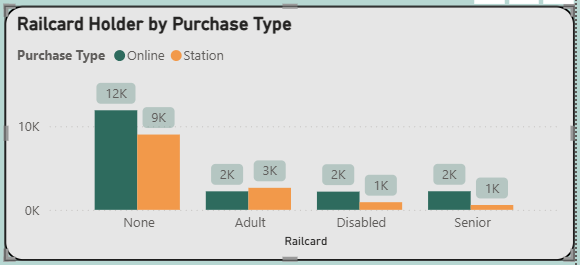 Railcard Holder by Purchase Type
Purchase Type Online Station
12K
9K
10K
2K 3K 2K 1K 2K 1K
0K
None Adult Disabled Senior
Railcard